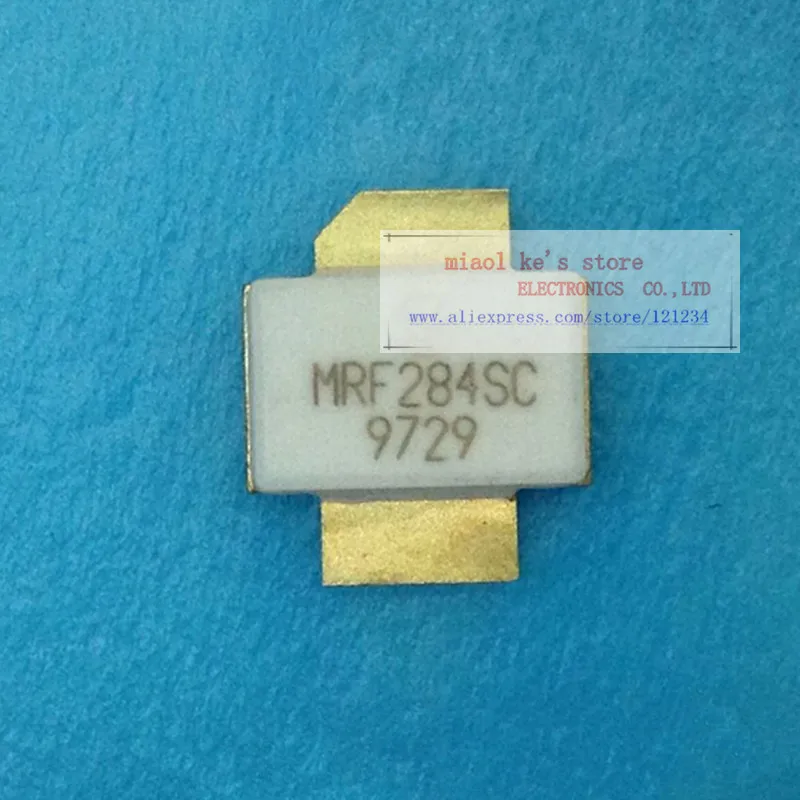 miaol ke's store
ELECTRONICS CO.,LTD
www.aliexpress.com/store/121234
MRF284SC
9729